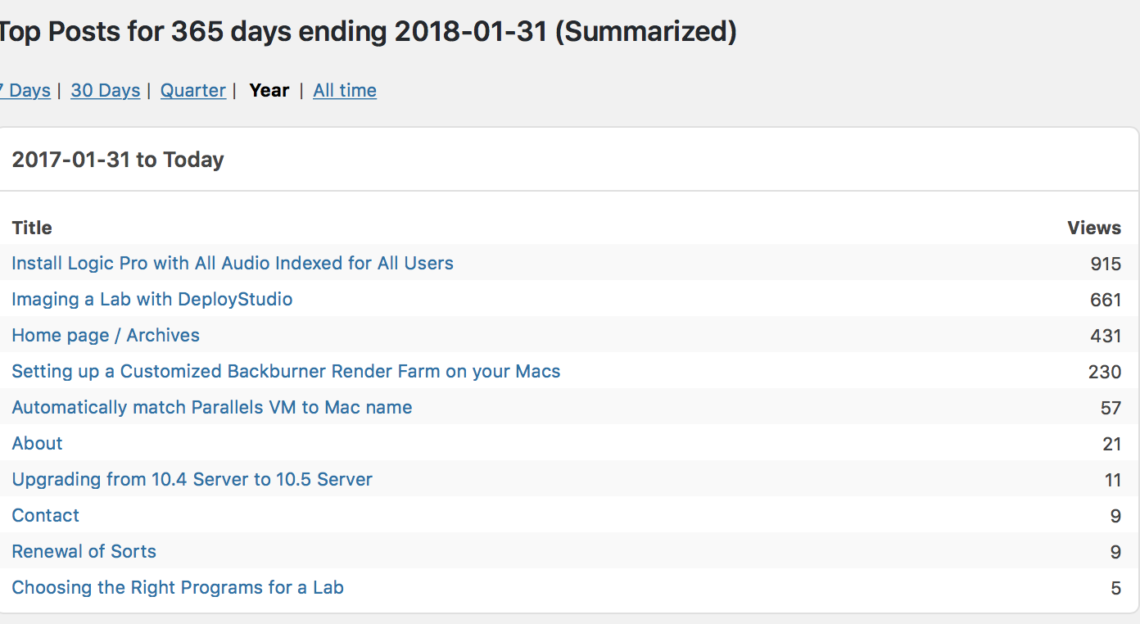 Top Posts for 365 days ending 2018-01-31 (Summarized)
7 Days | 30 Days | Quarter | Year | All time
2017-01-31 to Today
Title Views
Install Logic Pro with All Audio Indexed for All Users 915
Imaging a Lab with DeployStudio 661
Home page / Archives 431
Setting up a Customized Backburner Render Farm on your Macs 230
Automatically match Parallels VM to Mac name 57
About 21
Upgrading from 10.4 Server to 10.5 Server 11
Contact 9
Renewal of Sorts 9
Choosing the Right Programs for a Lab 5